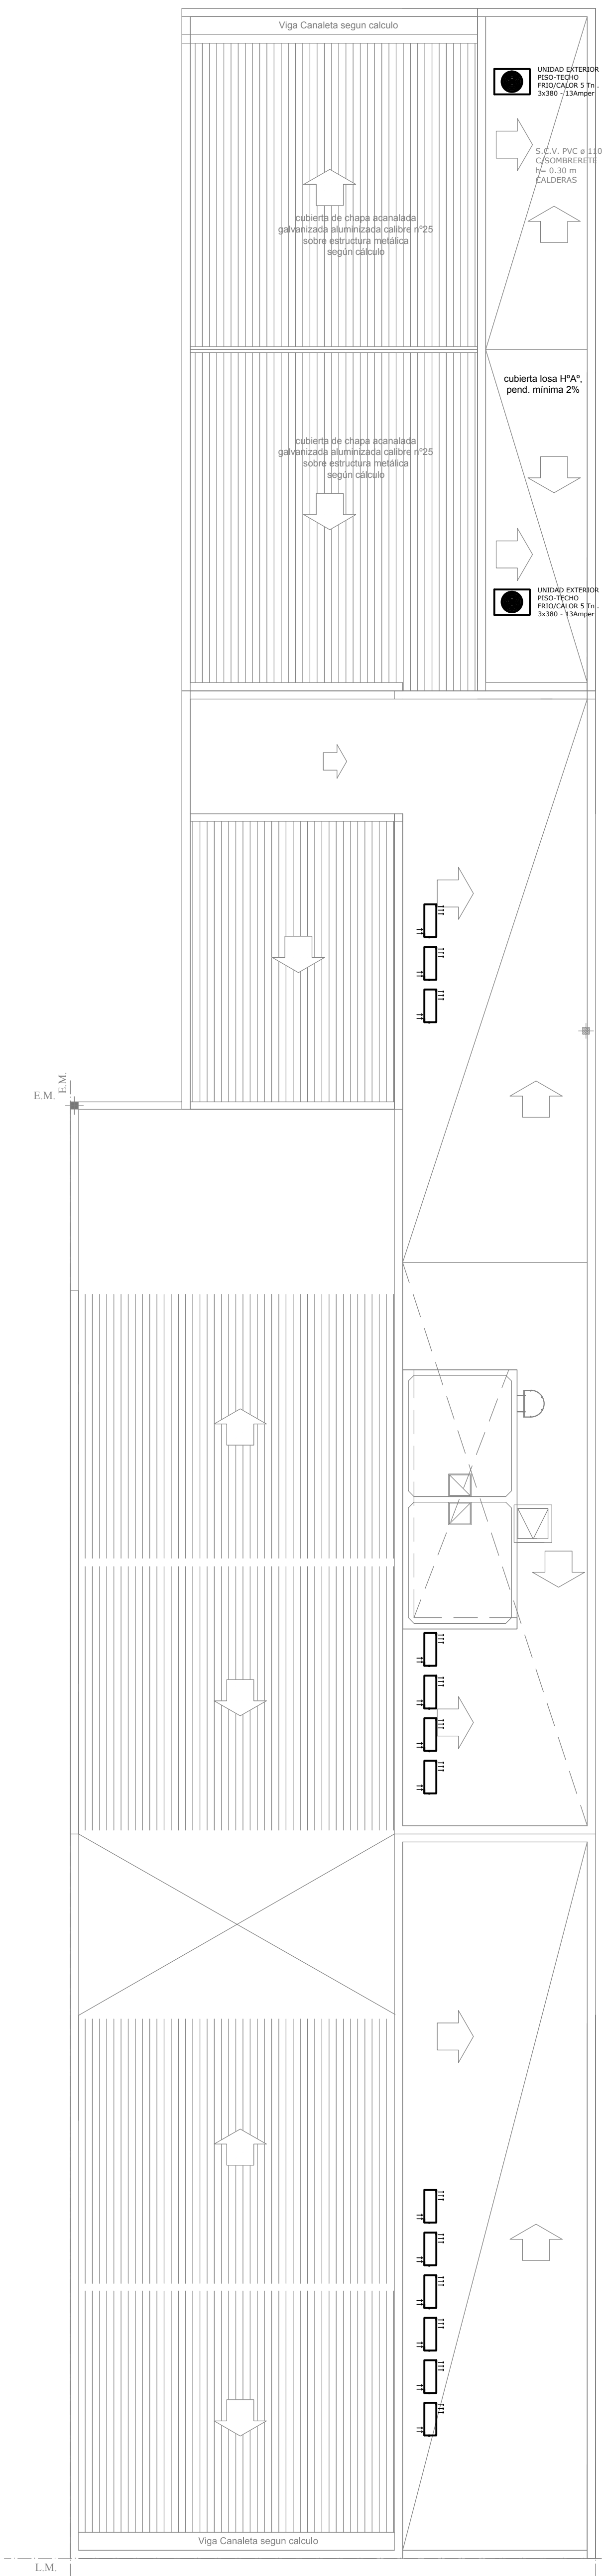 Viga Canaleta segun calculo
UNIDAD EXTERIOR
PISO-TECHO
FRIO/CALOR 5 Tn .
3x380 - 13Amper
S.C.V. PVC ø 110
C/SOMBRERETE
h= 0.30 m
CALDERAS
cubierta de chapa acanalada
galvanizada aluminizada calibre nº25
sobre estructura metálica
según cálculo
cubierta losa HºAº,
pend. mínima 2%
cubierta de chapa acanalada
galvanizada aluminizada calibre nº25
sobre estructura metálica
según cálculo
UNIDAD EXTERIOR
PISO-TECHO
FRIO/CALOR 5 Tn .
3x380 - 13Amper
E.M.
E.M.
Viga Canaleta segun calculo
L.M.